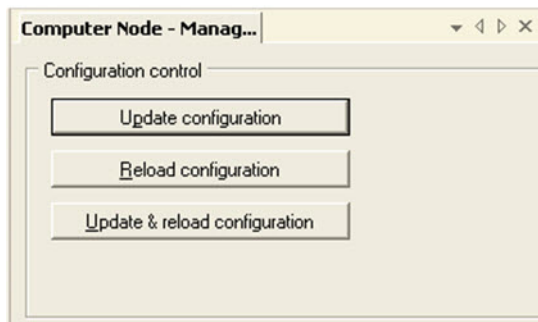 Computer Node - Manag...
Configuration control
Update configuration
Reload configuration
Update & reload configuration